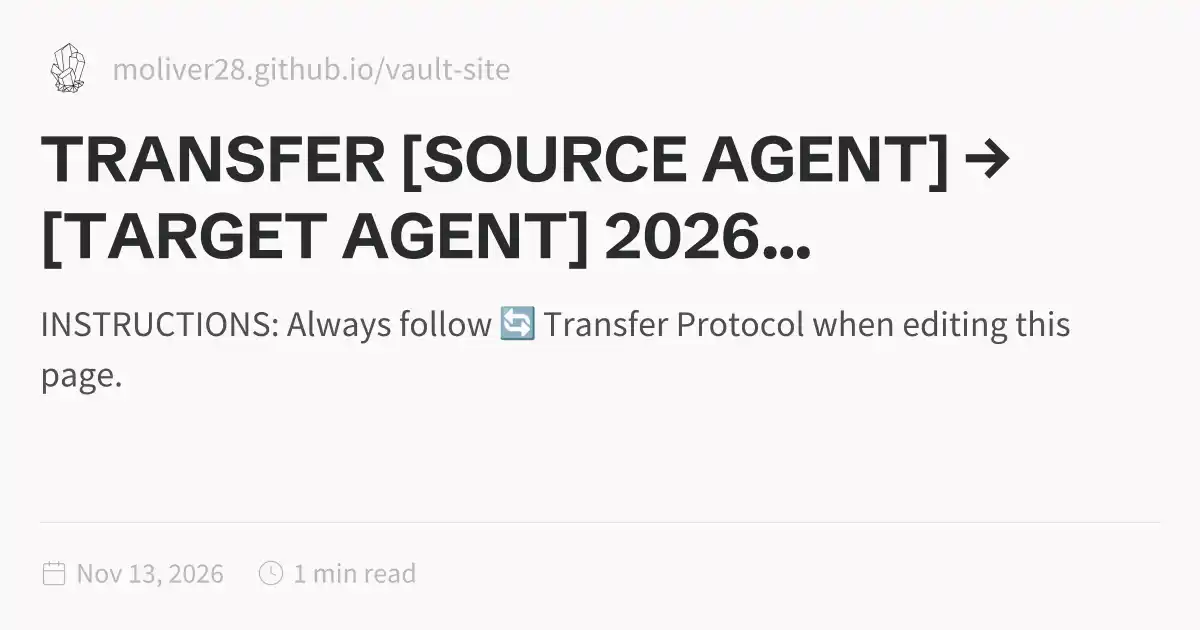 moliver28.github.io/vault-site
TRANSFER [SOURCE AGENT] →
[TARGET AGENT] 2026...
INSTRUCTIONS: Always follow 🔄 Transfer Protocol when editing this
page.
Nov 13, 2026 1 min read